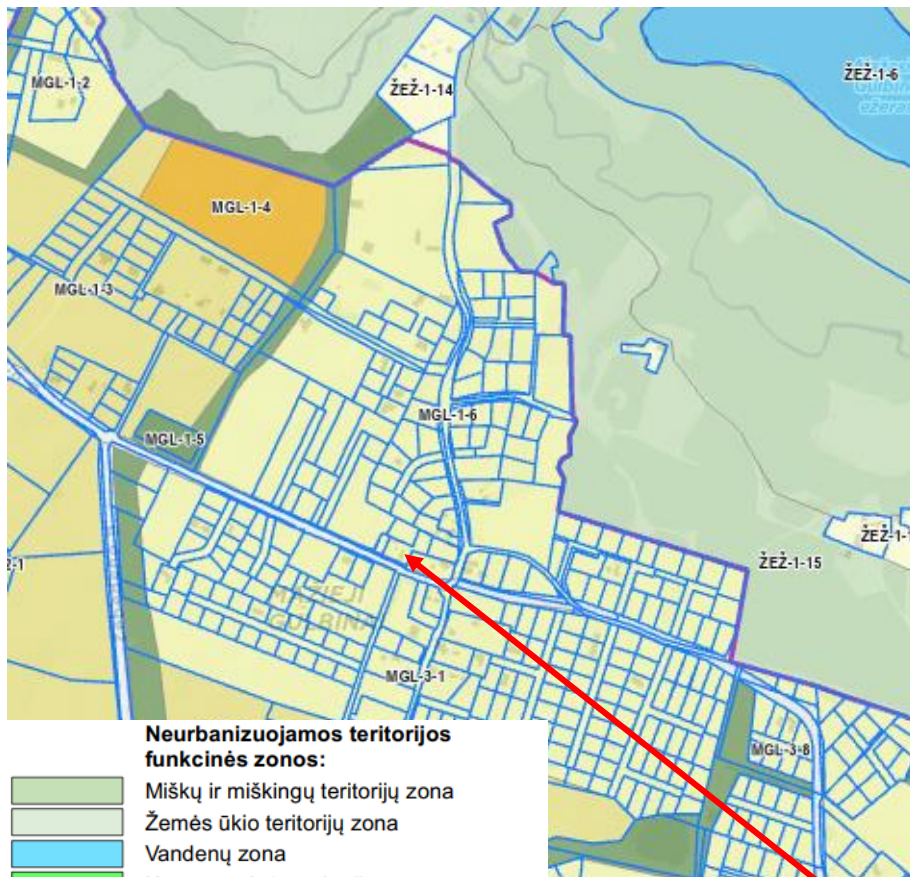 MGL-1-2
ŽEŽ-1-14
ŽEŽ-1-6
ežeras
MGL-1-4
MGL-1-3
MGL-1-6
MGL-1-5
ŽEŽ-1-15
MAŽIEJI
GULBINAI
MGL-3-1
MGL-3-8
Neurbanizuojamos teritorijos
funkcinės zonos:
Miškų ir miškingų teritorijų zona
Žemės ūkio teritorijų zona
Vandenų zona